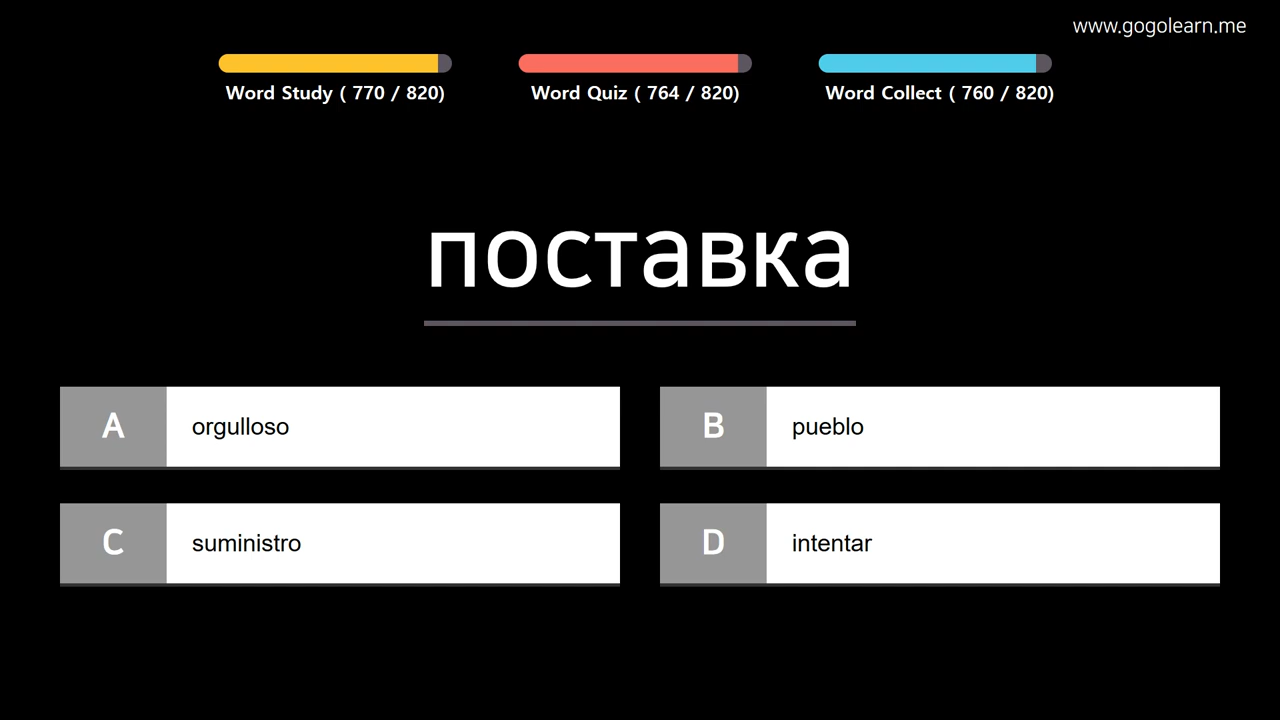 www.gogolearn.me
Word Study ( 770 / 820)
Word Quiz ( 764 / 820)
Word Collect ( 760 / 820)
поставка
A orgulloso
B pueblo
C suministro
D intentar